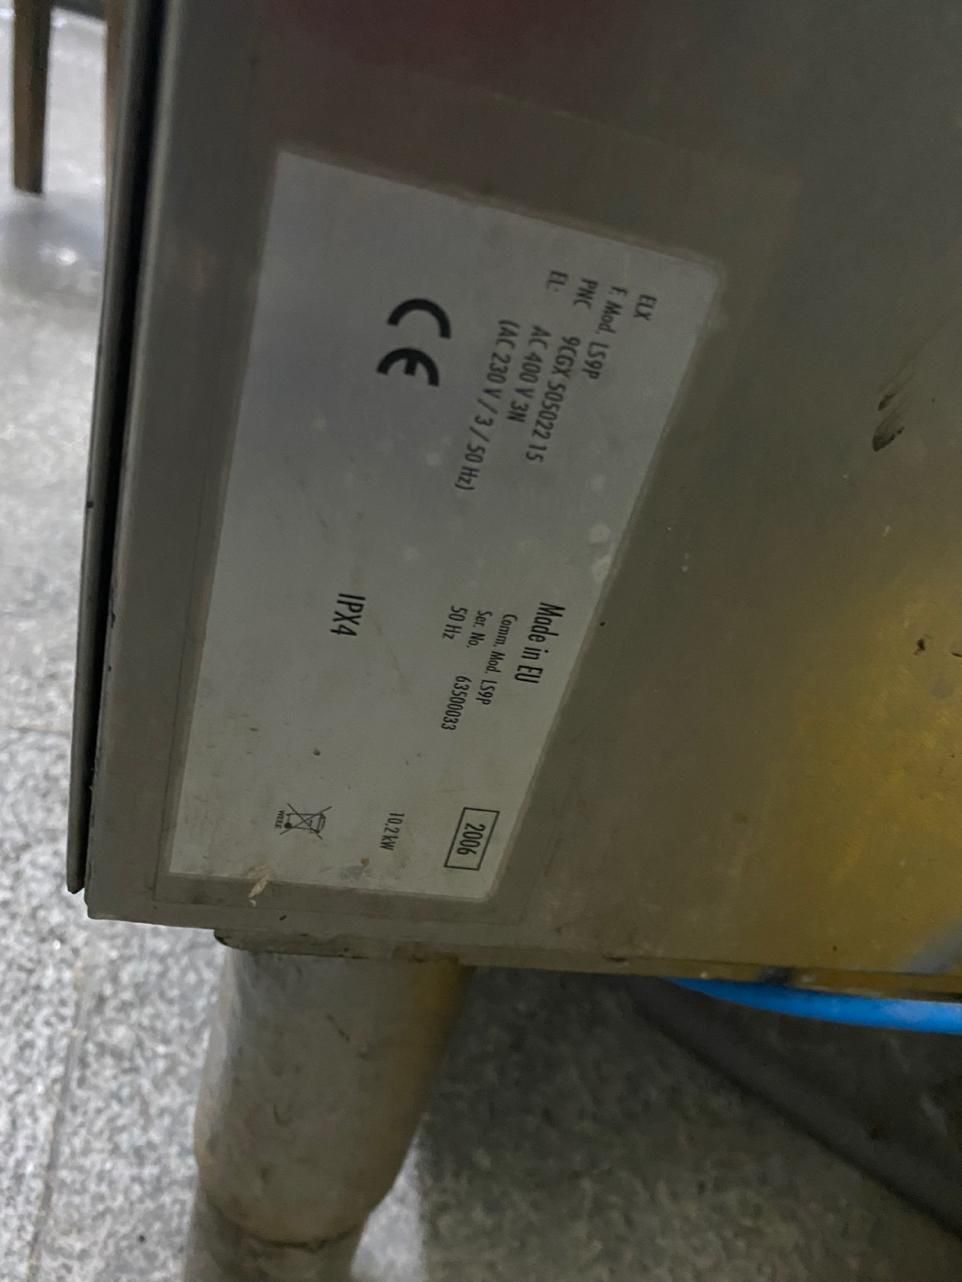 ELX
F. Mod. LS9P
PNC 9CGX 505022 15
EL: AC 400 V 3N
(AC 230 V / 3 / 50 Hz)
CE
Made in EU
Comm. Mod. LS9P
Ser. No. 63500033
50 Hz
IPX4
2006
10,2 kW
WEEE